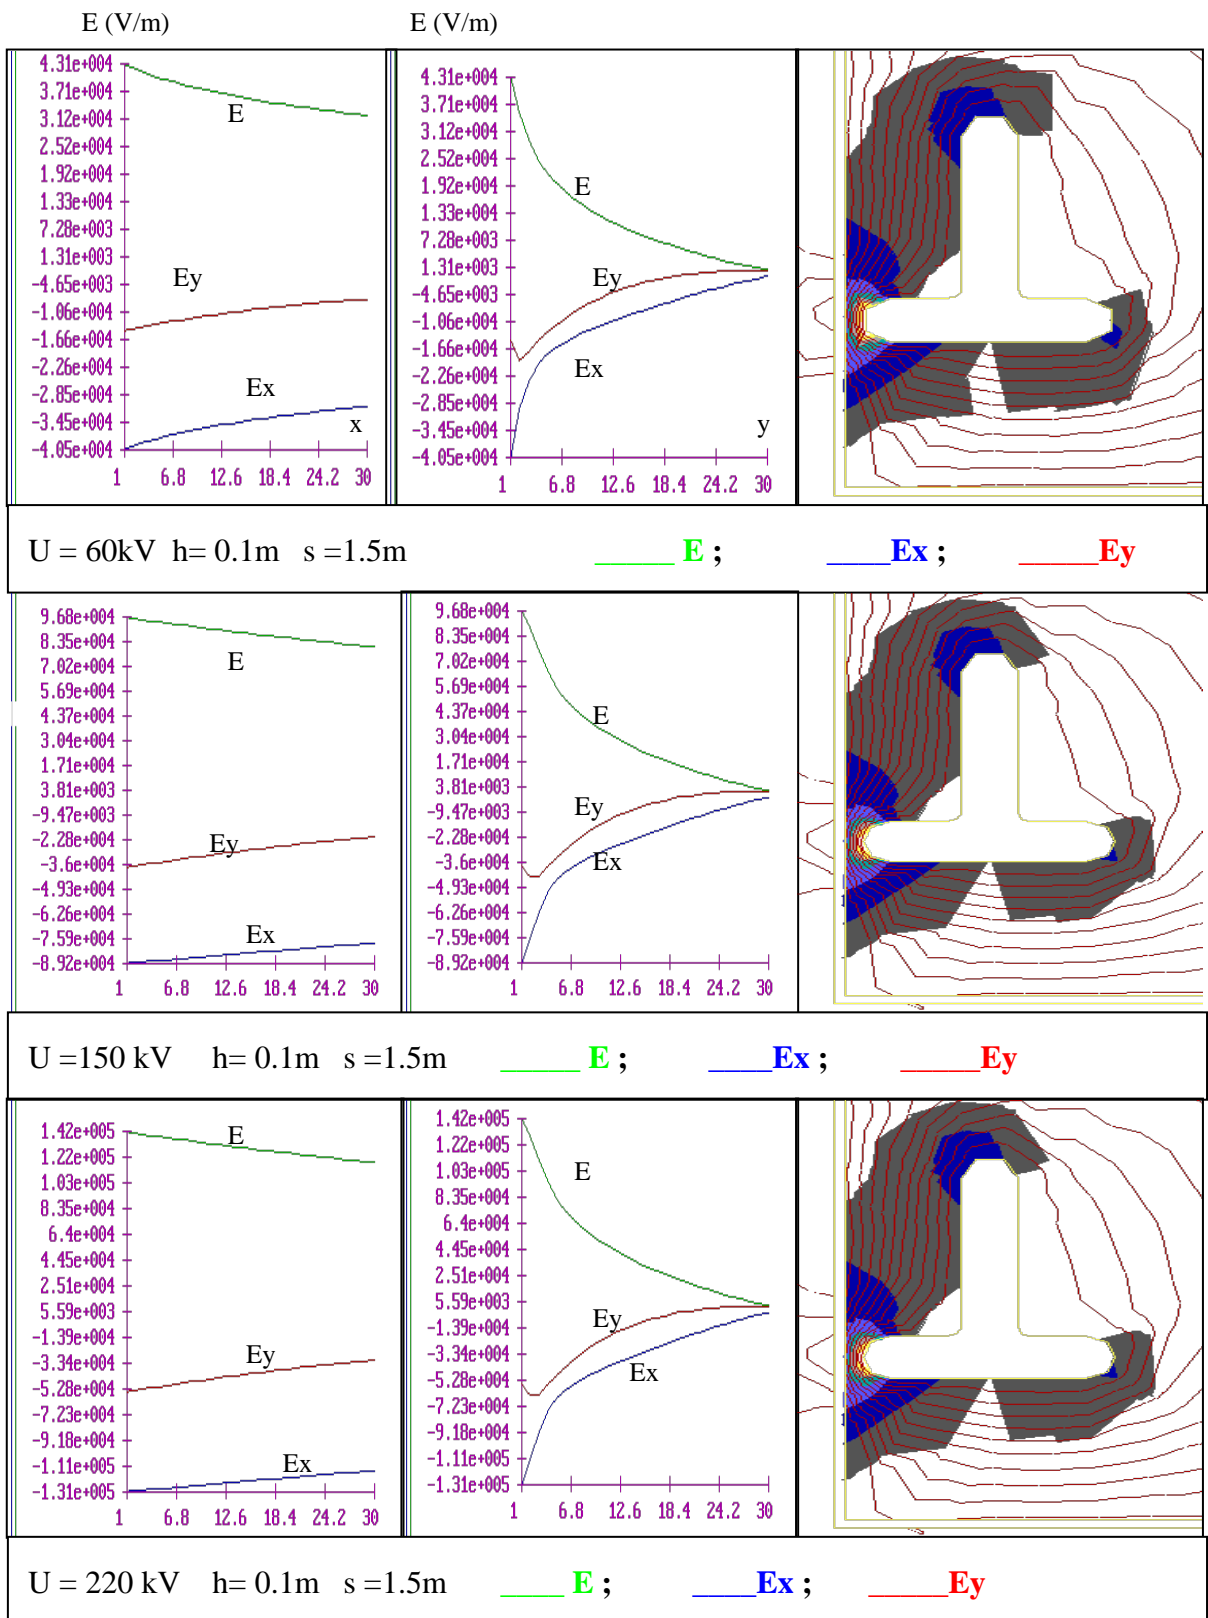 E (V/m) E (V/m)
4.31e+004
3.71e+004
3.12e+004
2.52e+004
1.92e+004
1.33e+004
7.28e+003
1.31e+003
-4.65e+003
-1.06e+004
-1.66e+004
-2.26e+004
-2.85e+004
-3.45e+004
-4.05e+004
E
Ey
Ex
x
1 6.8 12.6 18.4 24.2 30
4.31e+004
3.71e+004
3.12e+004
2.52e+004
1.92e+004
1.33e+004
7.28e+003
1.31e+003
-4.65e+003
-1.06e+004
-1.66e+004
-2.26e+004
-2.85e+004
-3.45e+004
-4.05e+004
E
Ey
Ex
y
1 6.8 12.6 18.4 24.2 30
U = 60kV h= 0.1m s =1.5m _____ E ; ____Ex ; _____Ey
9.68e+004
8.35e+004
7.02e+004
5.69e+004
4.37e+004
3.04e+004
1.71e+004
3.81e+003
-9.47e+003
-2.28e+004
-3.6e+004
-4.93e+004
-6.26e+004
-7.59e+004
-8.92e+004
E
Ey
Ex
1 6.8 12.6 18.4 24.2 30
9.68e+004
8.35e+004
7.02e+004
5.69e+004
4.37e+004
3.04e+004
1.71e+004
3.81e+003
-9.47e+003
-2.28e+004
-3.6e+004
-4.93e+004
-6.26e+004
-7.59e+004
-8.92e+004
E
Ey
Ex
1 6.8 12.6 18.4 24.2 30
U =150 kV h= 0.1m s =1.5m _____ E ; ____Ex ; _____Ey
1.42e+005
1.22e+005
1.03e+005
8.35e+004
6.4e+004
4.45e+004
2.51e+004
5.59e+003
-1.39e+004
-3.34e+004
-5.28e+004
-7.23e+004
-9.18e+004
-1.11e+005
-1.31e+005
E
Ey
Ex
1 6.8 12.6 18.4 24.2 30
1.42e+005
1.22e+005
1.03e+005
8.35e+004
6.4e+004
4.45e+004
2.51e+004
5.59e+003
-1.39e+004
-3.34e+004
-5.28e+004
-7.23e+004
-9.18e+004
-1.11e+005
-1.31e+005
E
Ey
Ex
1 6.8 12.6 18.4 24.2 30
U = 220 kV h= 0.1m s =1.5m ____ E ; ____Ex ; _____Ey